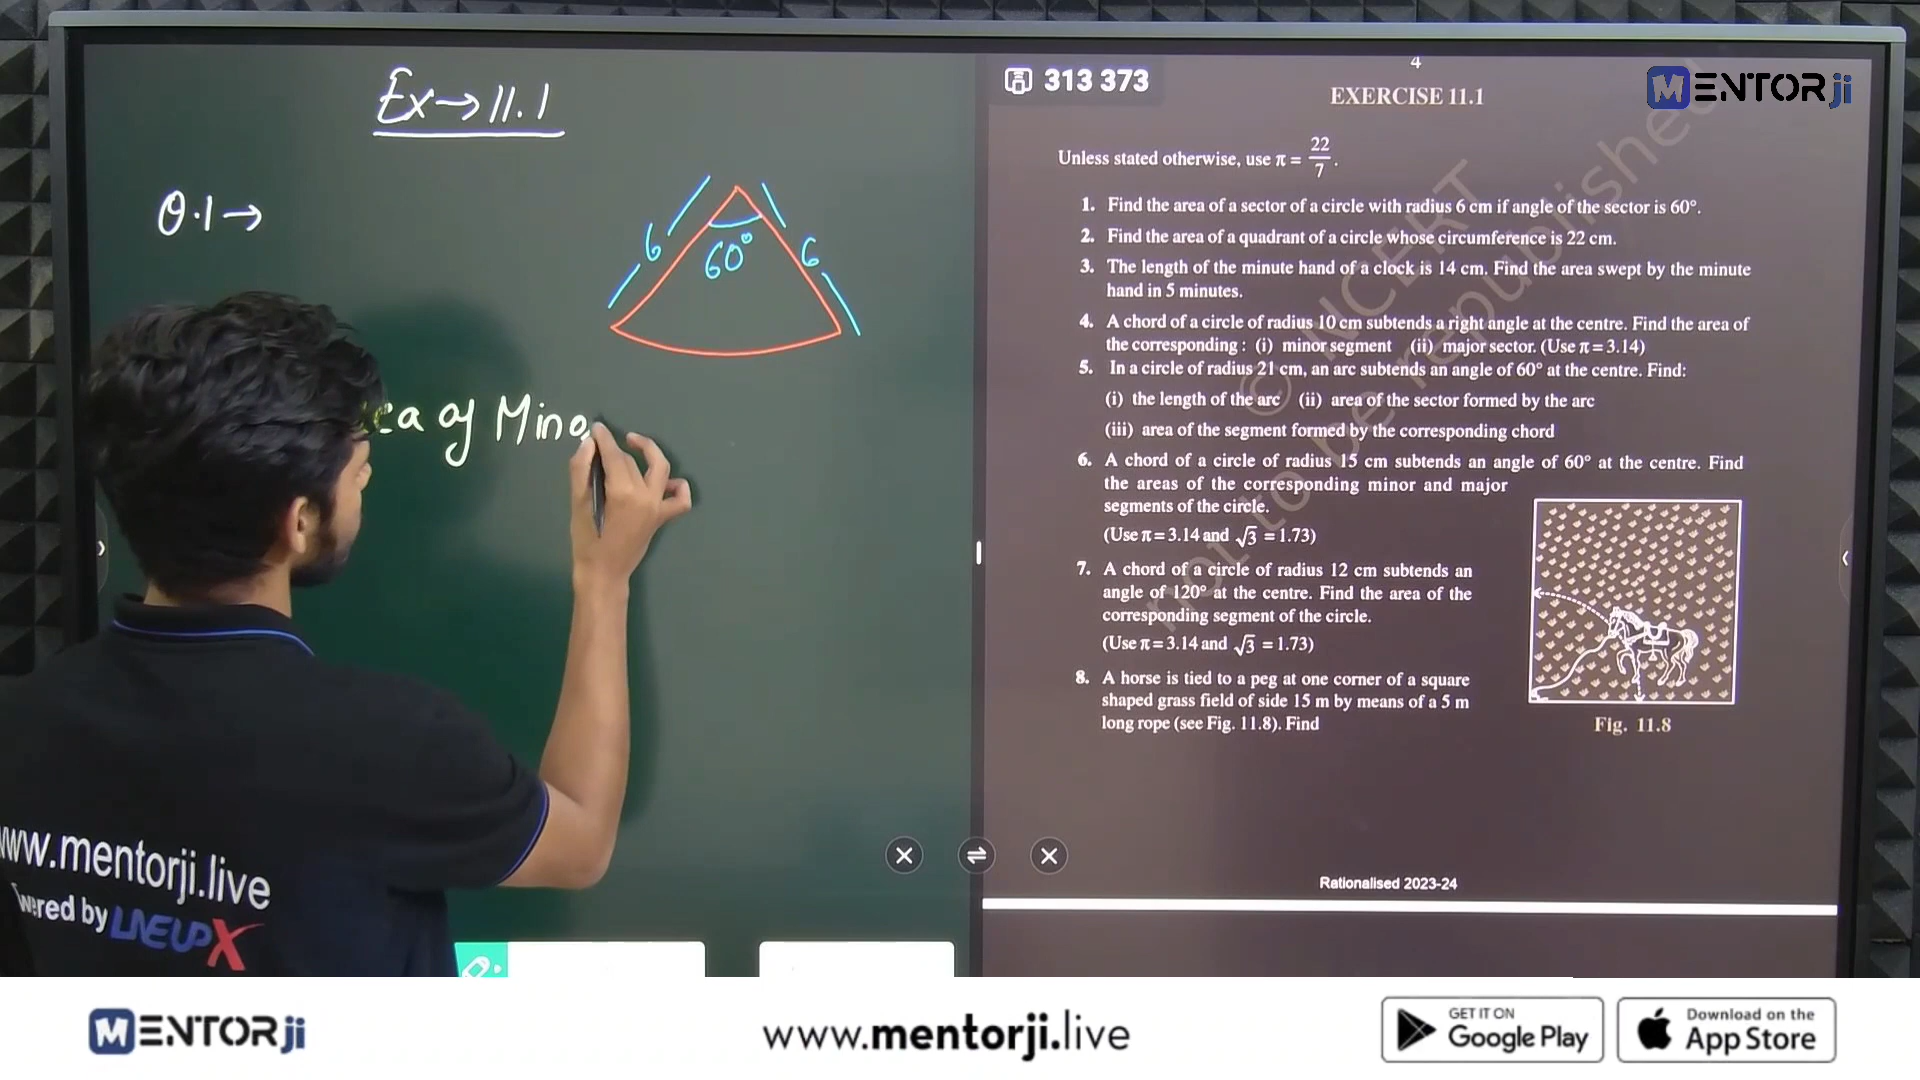 Ex→11.1
Q.1→
6
60°
6
ea of Mino
313 373
4
MENTORji
EXERCISE 11.1
Unless stated otherwise, use π = 22/7.
1. Find the area of a sector of a circle with radius 6 cm if angle of the sector is 60°.
2. Find the area of a quadrant of a circle whose circumference is 22 cm.
3. The length of the minute hand of a clock is 14 cm. Find the area swept by the minute
hand in 5 minutes.
4. A chord of a circle of radius 10 cm subtends a right angle at the centre. Find the area of
the corresponding : (i) minor segment (ii) major sector. (Use π = 3.14)
5. In a circle of radius 21 cm, an arc subtends an angle of 60° at the centre. Find:
(i) the length of the arc (ii) area of the sector formed by the arc
(iii) area of the segment formed by the corresponding chord
6. A chord of a circle of radius 15 cm subtends an angle of 60° at the centre. Find
the areas of the corresponding minor and major
segments of the circle.
(Use π = 3.14 and √3 = 1.73)
7. A chord of a circle of radius 12 cm subtends an
angle of 120° at the centre. Find the area of the
corresponding segment of the circle.
(Use π = 3.14 and √3 = 1.73)
8. A horse is tied to a peg at one corner of a square
shaped grass field of side 15 m by means of a 5 m
long rope (see Fig. 11.8). Find
Fig. 11.8
© NCERT
not to be republished
Rationalised 2023-24
www.mentorji.live
wered by LINEUPX
MENTORji
www.mentorji.live
GET IT ON
Google Play
Download on the
App Store